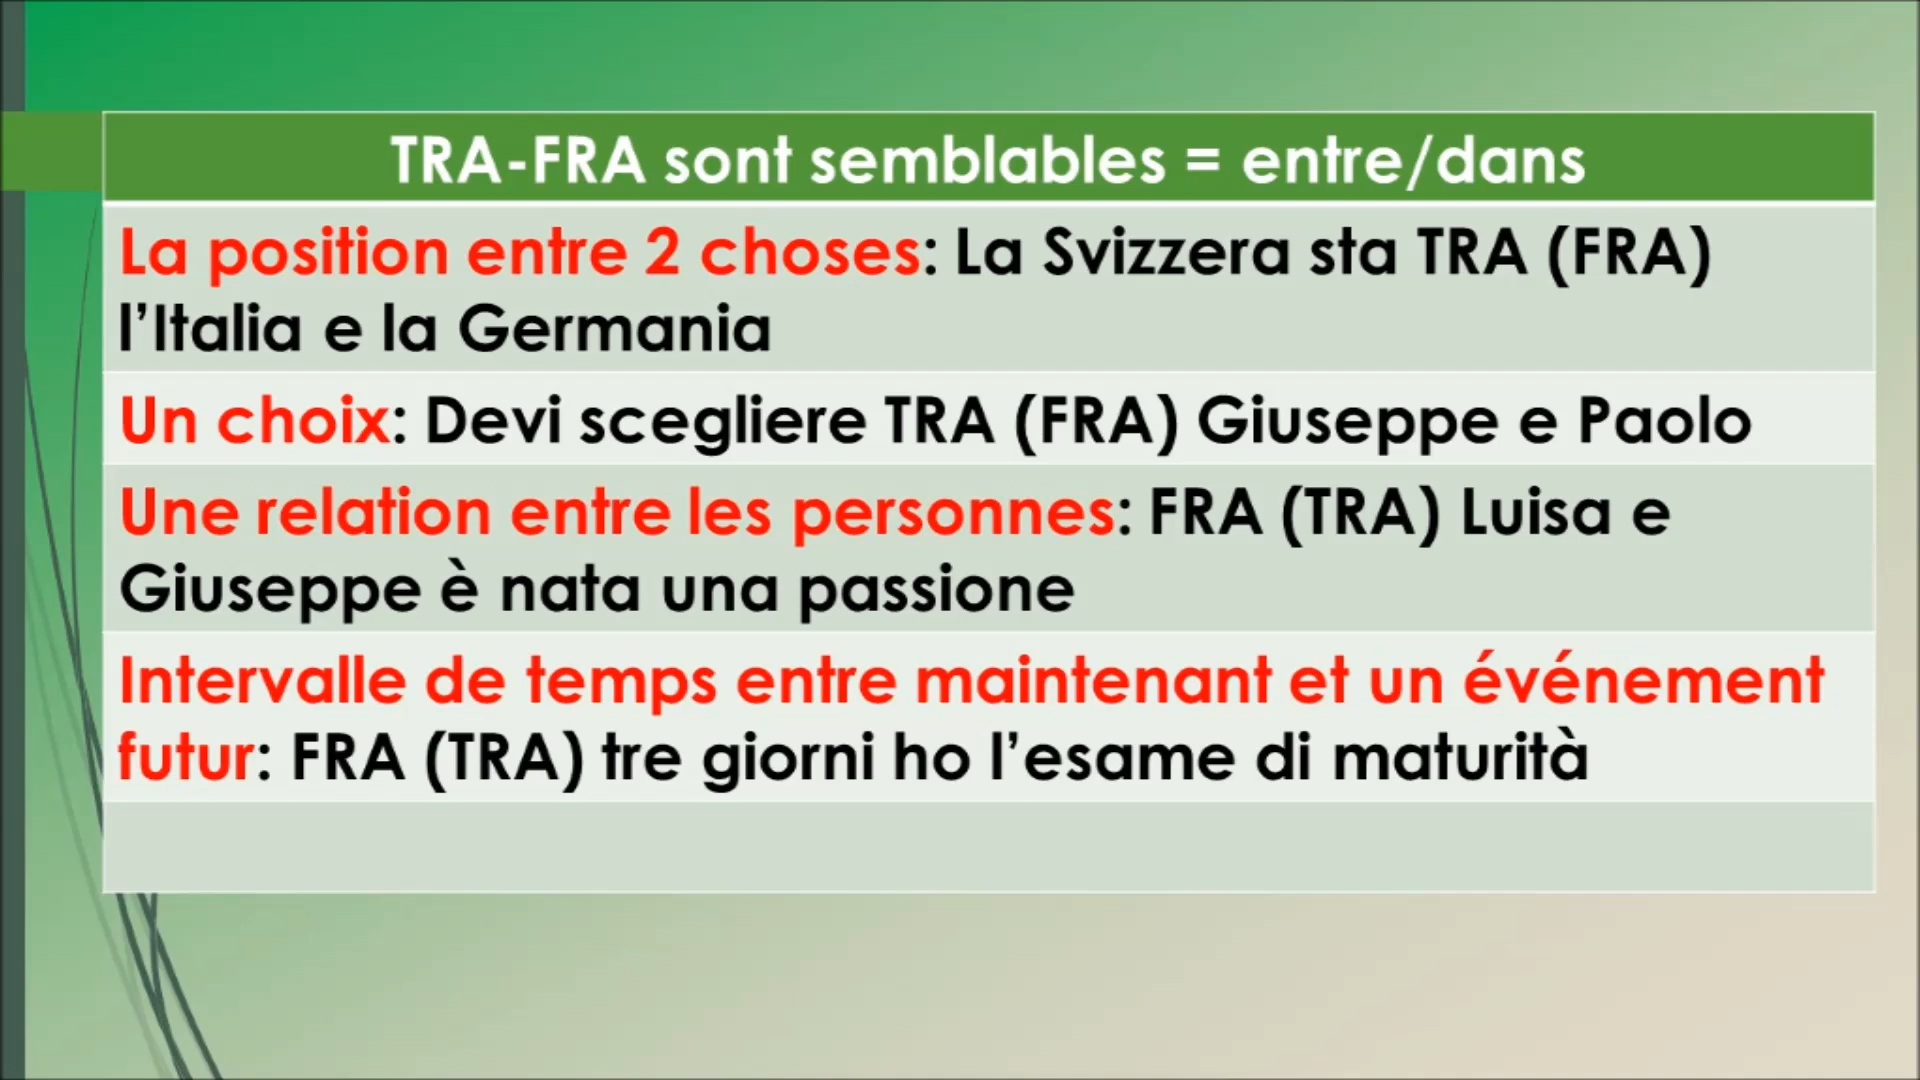 TRA-FRA sont semblables = entre/dans
La position entre 2 choses: La Svizzera sta TRA (FRA)
l’Italia e la Germania
Un choix: Devi scegliere TRA (FRA) Giuseppe e Paolo
Une relation entre les personnes: FRA (TRA) Luisa e
Giuseppe è nata una passione
Intervalle de temps entre maintenant et un événement
futur: FRA (TRA) tre giorni ho l’esame di maturità